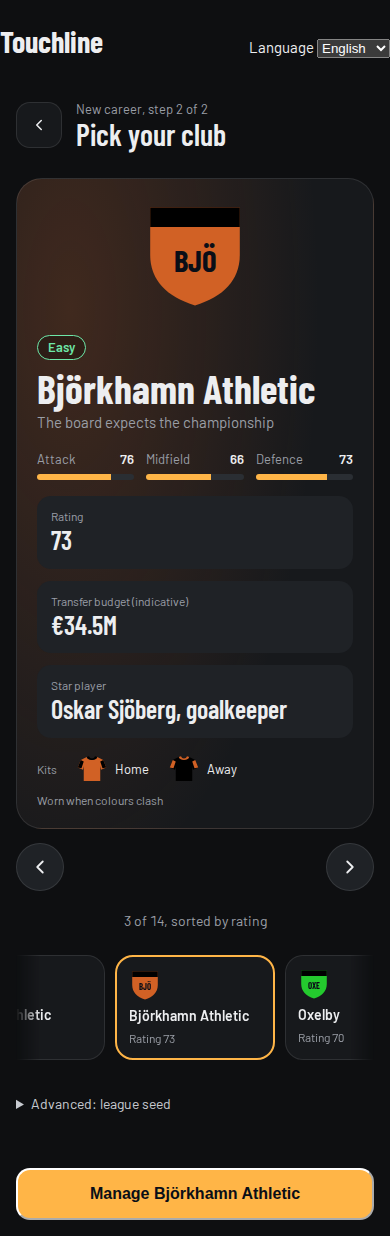 Touchline
Language English
New career, step 2 of 2
Pick your club
BJÖ
Easy
Björkhamn Athletic
The board expects the championship
Attack 76 Midfield 66 Defence 73
Rating
73
Transfer budget (indicative)
€34.5M
Star player
Oskar Sjöberg, goalkeeper
Kits Home Away
Worn when colours clash
3 of 14, sorted by rating
BJÖ OXE
hletic Björkhamn Athletic Oxelby
Rating 73 Rating 70
Advanced: league seed
Manage Björkhamn Athletic